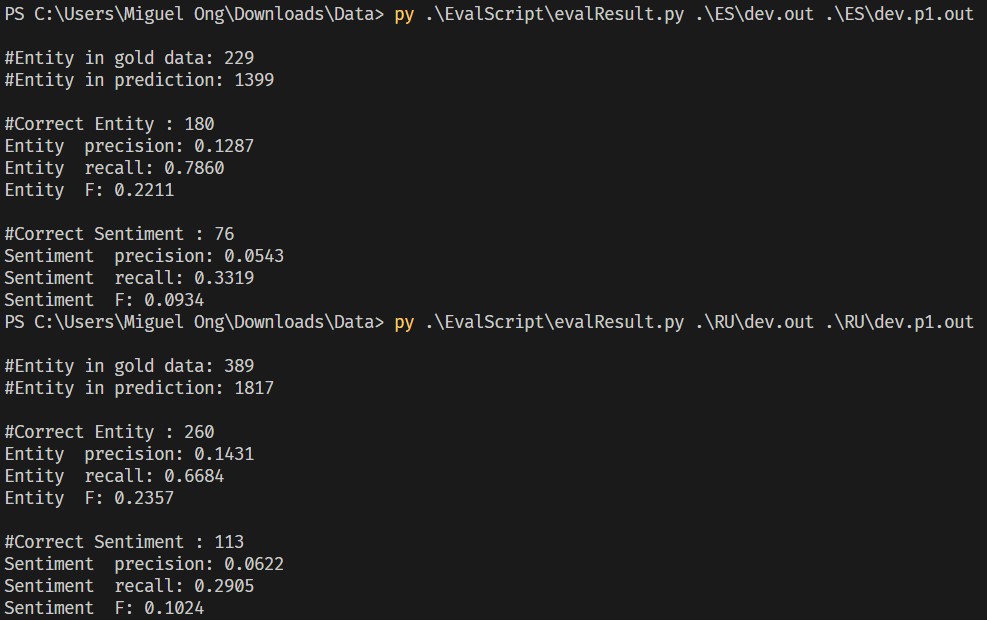 PS C:\Users\Miguel Ong\Downloads\Data> py .\EvalScript\evalResult.py .\ES\dev.out .\ES\dev.p1.out
#Entity in gold data: 229
#Entity in prediction: 1399
#Correct Entity : 180
Entity  precision: 0.1287
Entity  recall: 0.7860
Entity  F: 0.2211
#Correct Sentiment : 76
Sentiment  precision: 0.0543
Sentiment  recall: 0.3319
Sentiment  F: 0.0934
PS C:\Users\Miguel Ong\Downloads\Data> py .\EvalScript\evalResult.py .\RU\dev.out .\RU\dev.p1.out
#Entity in gold data: 389
#Entity in prediction: 1817
#Correct Entity : 260
Entity  precision: 0.1431
Entity  recall: 0.6684
Entity  F: 0.2357
#Correct Sentiment : 113
Sentiment  precision: 0.0622
Sentiment  recall: 0.2905
Sentiment  F: 0.1024